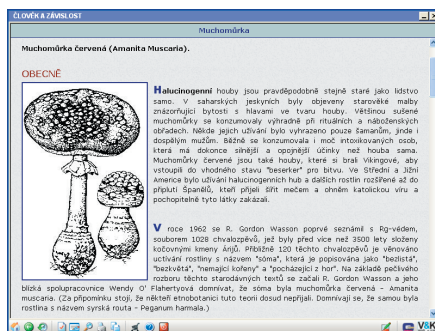 ČLOVĚK A ZÁVISLOST
Muchomůrka
Muchomůrka červená (Amanita Muscaria).
OBECNĚ
Halucinogenní houby jsou pravděpodobně stejně staré jako lidstvo
samo. V saharských jeskyních byly objeveny starověké malby
znázorňující bytosti s hlavami ve tvaru houby. Většinou sušené
muchomůrky se konzumovaly výhradně při rituálních a náboženských
obřadech. Někde jejich užívání bylo vyhrazeno pouze šamanům, jinde i
dospělým mužům. Běžně se konzumovala i moč intoxikovaných osob,
která má dokonce silnější a opojnější účinky než houba sama.
Muchomůrky červené jsou také houby, které si brali Vikingové, aby
vstoupili do vhodného stavu "beserker" pro bitvu. Ve Střední a Jižní
Americe bylo užívání halucinogenních hub a dalších rostlin rozšířené až do
připlutí Španělů, kteří přijeli šířit mečem a ohněm katolickou víru a
pochopitelně tyto látky zakázali.
V roce 1962 se R. Gordon Wasson poprvé seznámil s Rg-védem,
souborem 1028 chvalozpěvů, jež byly před více než 3500 lety složeny
kočovnými kmeny Árijů. Přibližně 120 těchto chvalozpěvů je věnováno
uctívání rostliny s názvem "sóma", která je popisována jako "bezlistá",
"bezkvětá", "nemající kořeny" a "pocházející z hor". Na základě pečlivého
rozboru těchto starodávných textů se začali R. Gordon Wasson a jeho
blízká spolupracovnice Wendy O' Flahertyová domnívat, že sóma byla muchomůrka červená - Amanita
muscaria. (Za připomínku stojí, že někteří etnobotanici tuto teorii dosud nepřijali. Domnívají se, že samou byla
rostlina s názvem syrská routa - Peganum harmala.)
V&K